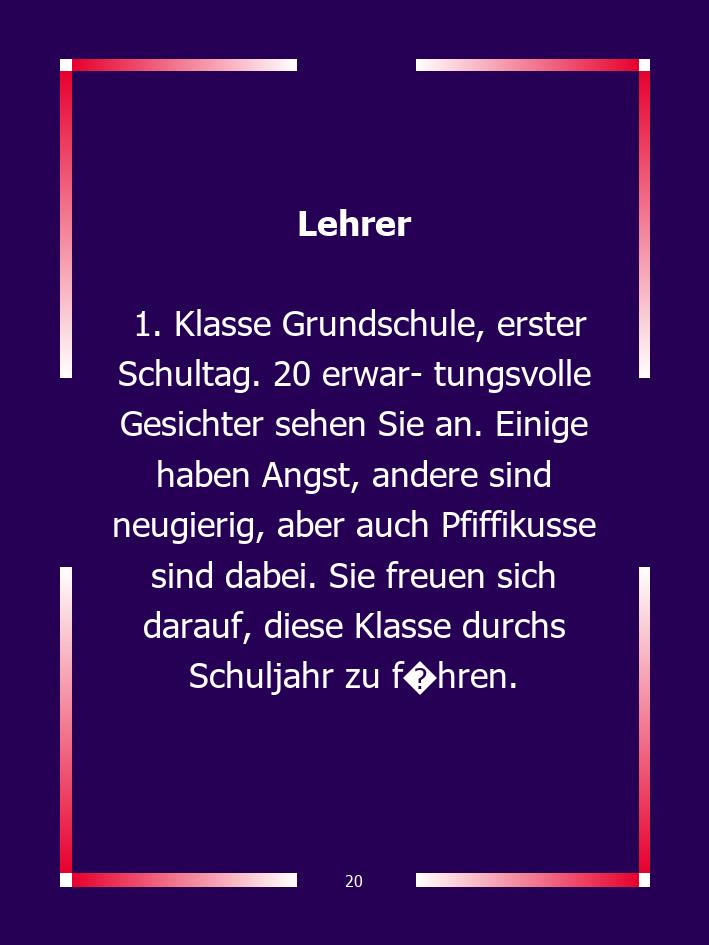 Lehrer
1. Klasse Grundschule, erster
Schultag. 20 erwar- tungsvolle
Gesichter sehen Sie an. Einige
haben Angst, andere sind
neugierig, aber auch Pfiffikusse
sind dabei. Sie freuen sich
darauf, diese Klasse durchs
Schuljahr zu f�hren.
20